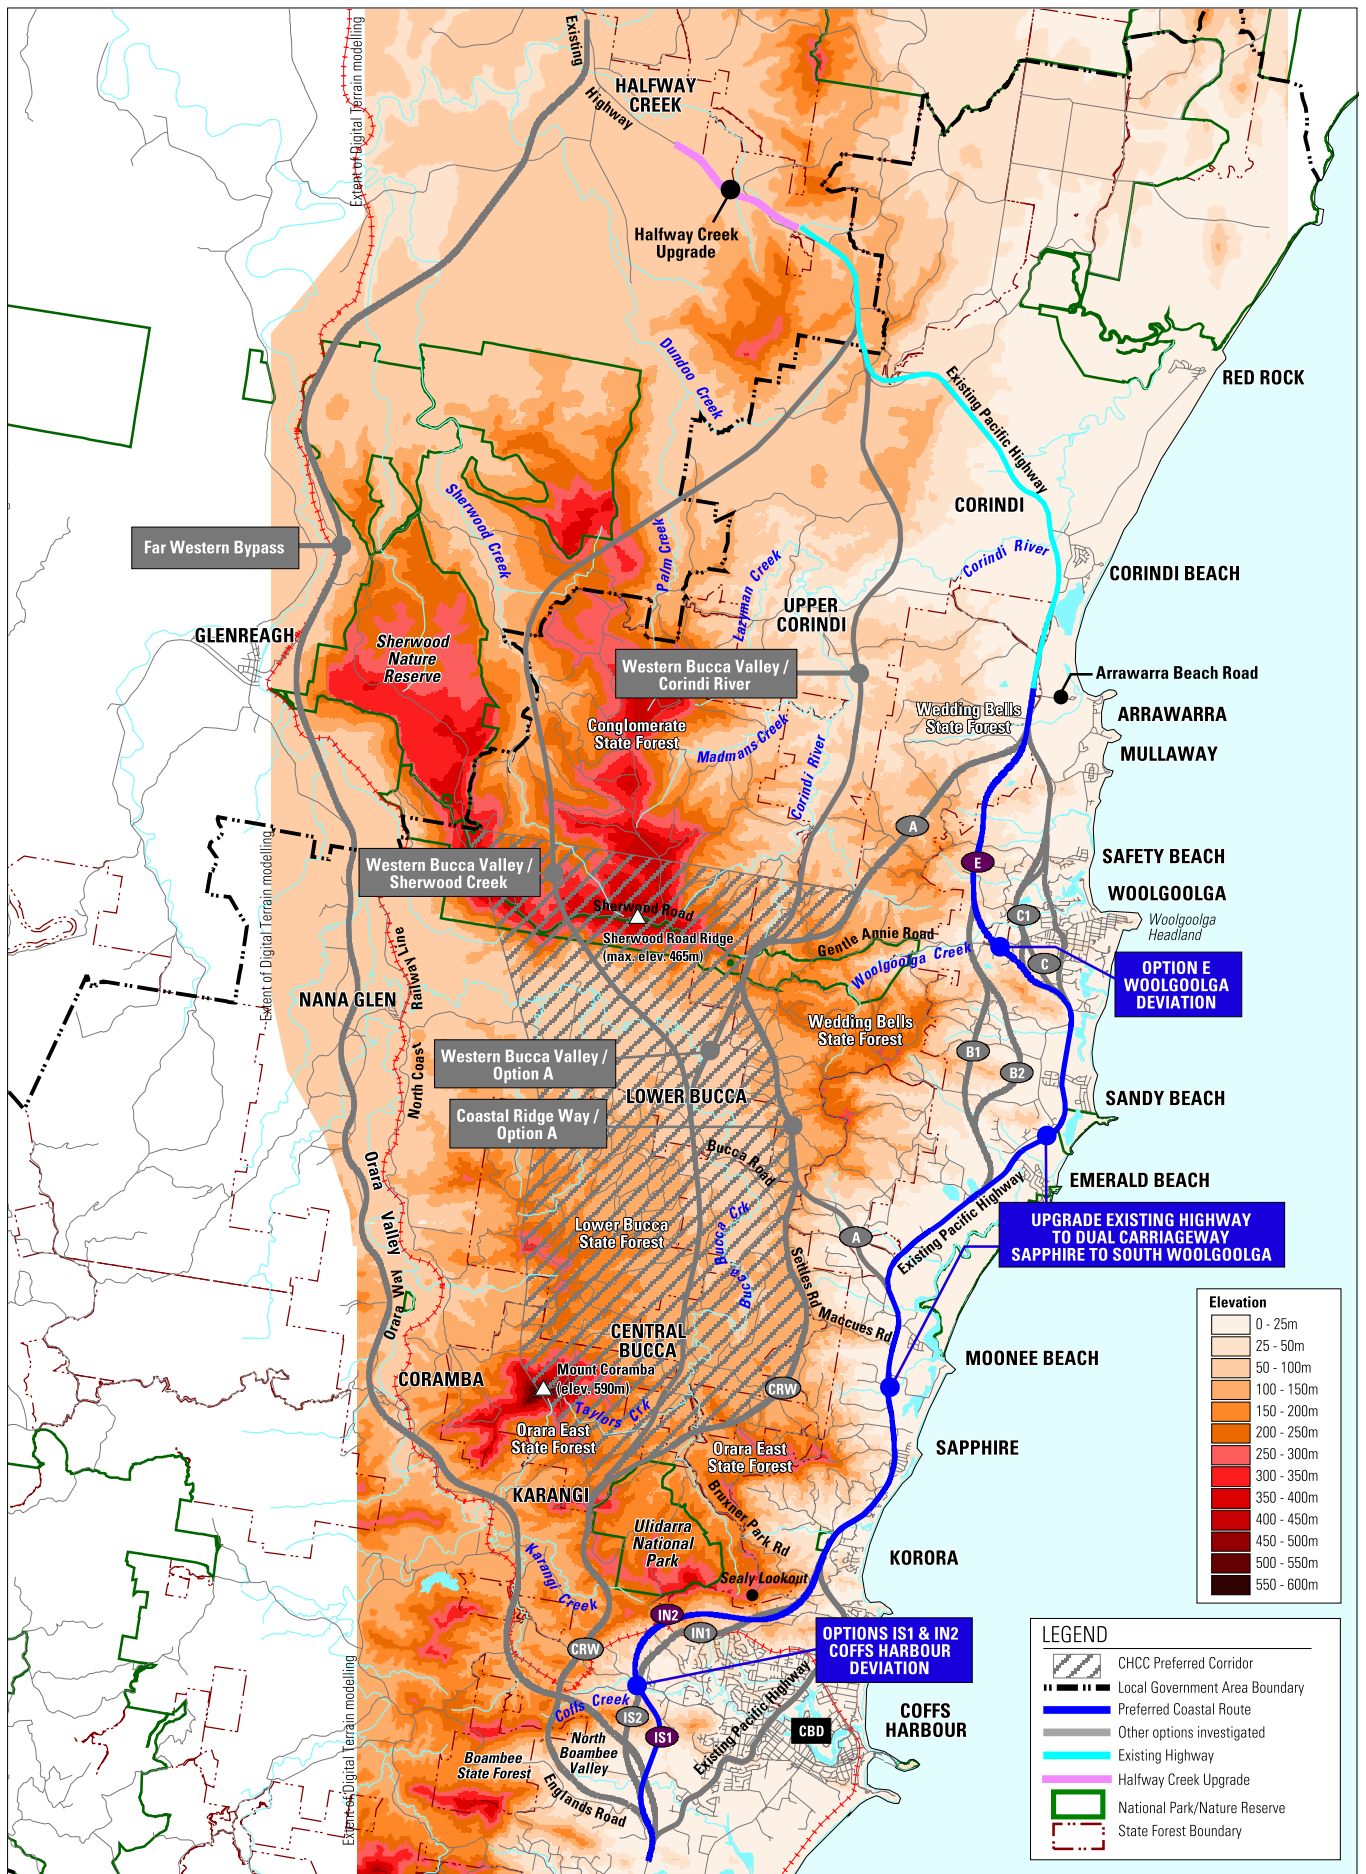 Existing
Highway
HALFWAY
CREEK
Extent of Digital Terrain modelling
Halfway Creek
Upgrade
Dundoo Creek
Existing Pacific Highway
RED ROCK
Sherwood Creek
Palm Creek
CORINDI
Corindi River
CORINDI BEACH
Far Western Bypass
Lazyman Creek
UPPER
CORINDI
GLENREAGH
Sherwood
Nature
Reserve
Western Bucca Valley /
Corindi River
Arrawarra Beach Road
Wedding Bells
State Forest
ARRAWARRA
Conglomerate
State Forest
Madmans Creek
Corindi River
MULLAWAY
A
E
SAFETY BEACH
Western Bucca Valley /
Sherwood Creek
WOOLGOOLGA
Sherwood Road
C1
Woolgoolga
Headland
Extent of Digital Terrain modelling
Sherwood Road Ridge
(max. elev. 465m)
Gentle Annie Road
Woolgoolga Creek
C
OPTION E
WOOLGOOLGA
DEVIATION
NANA GLEN
North Coast
Railway Line
Wedding Bells
State Forest
Western Bucca Valley /
Option A
B1
B2
LOWER BUCCA
SANDY BEACH
Coastal Ridge Way /
Option A
Bucca Road
Orara
Valley
Way
Orara
EMERALD BEACH
Lower Bucca
State Forest
Bucca Crk
Bucca
A
Existing Pacific Highway
UPGRADE EXISTING HIGHWAY
TO DUAL CARRIAGEWAY
SAPPHIRE TO SOUTH WOOLGOOLGA
Seitles Rd
Maccues Rd
CENTRAL
BUCCA
MOONEE BEACH
CORAMBA
Mount Coramba
(elev. 590m)
Taylors Crk
CRW
Orara East
State Forest
Orara East
State Forest
SAPPHIRE
KARANGI
Bruxner Park Rd
Ulidarra
National
Park
KORORA
Karangi Creek
Sealy Lookout
IN2
IN1
CRW
OPTIONS IS1 & IN2
COFFS HARBOUR
DEVIATION
Coffs Creek
IS2
IS1
Existing Pacific Highway
CBD
COFFS
HARBOUR
North
Boambee
Valley
Boambee
State Forest
Englands Road
Extent of Digital Terrain modelling
Elevation
0 - 25m
25 - 50m
50 - 100m
100 - 150m
150 - 200m
200 - 250m
250 - 300m
300 - 350m
350 - 400m
400 - 450m
450 - 500m
500 - 550m
550 - 600m
LEGEND
CHCC Preferred Corridor
Local Government Area Boundary
Preferred Coastal Route
Other options investigated
Existing Highway
Halfway Creek Upgrade
National Park/Nature Reserve
State Forest Boundary